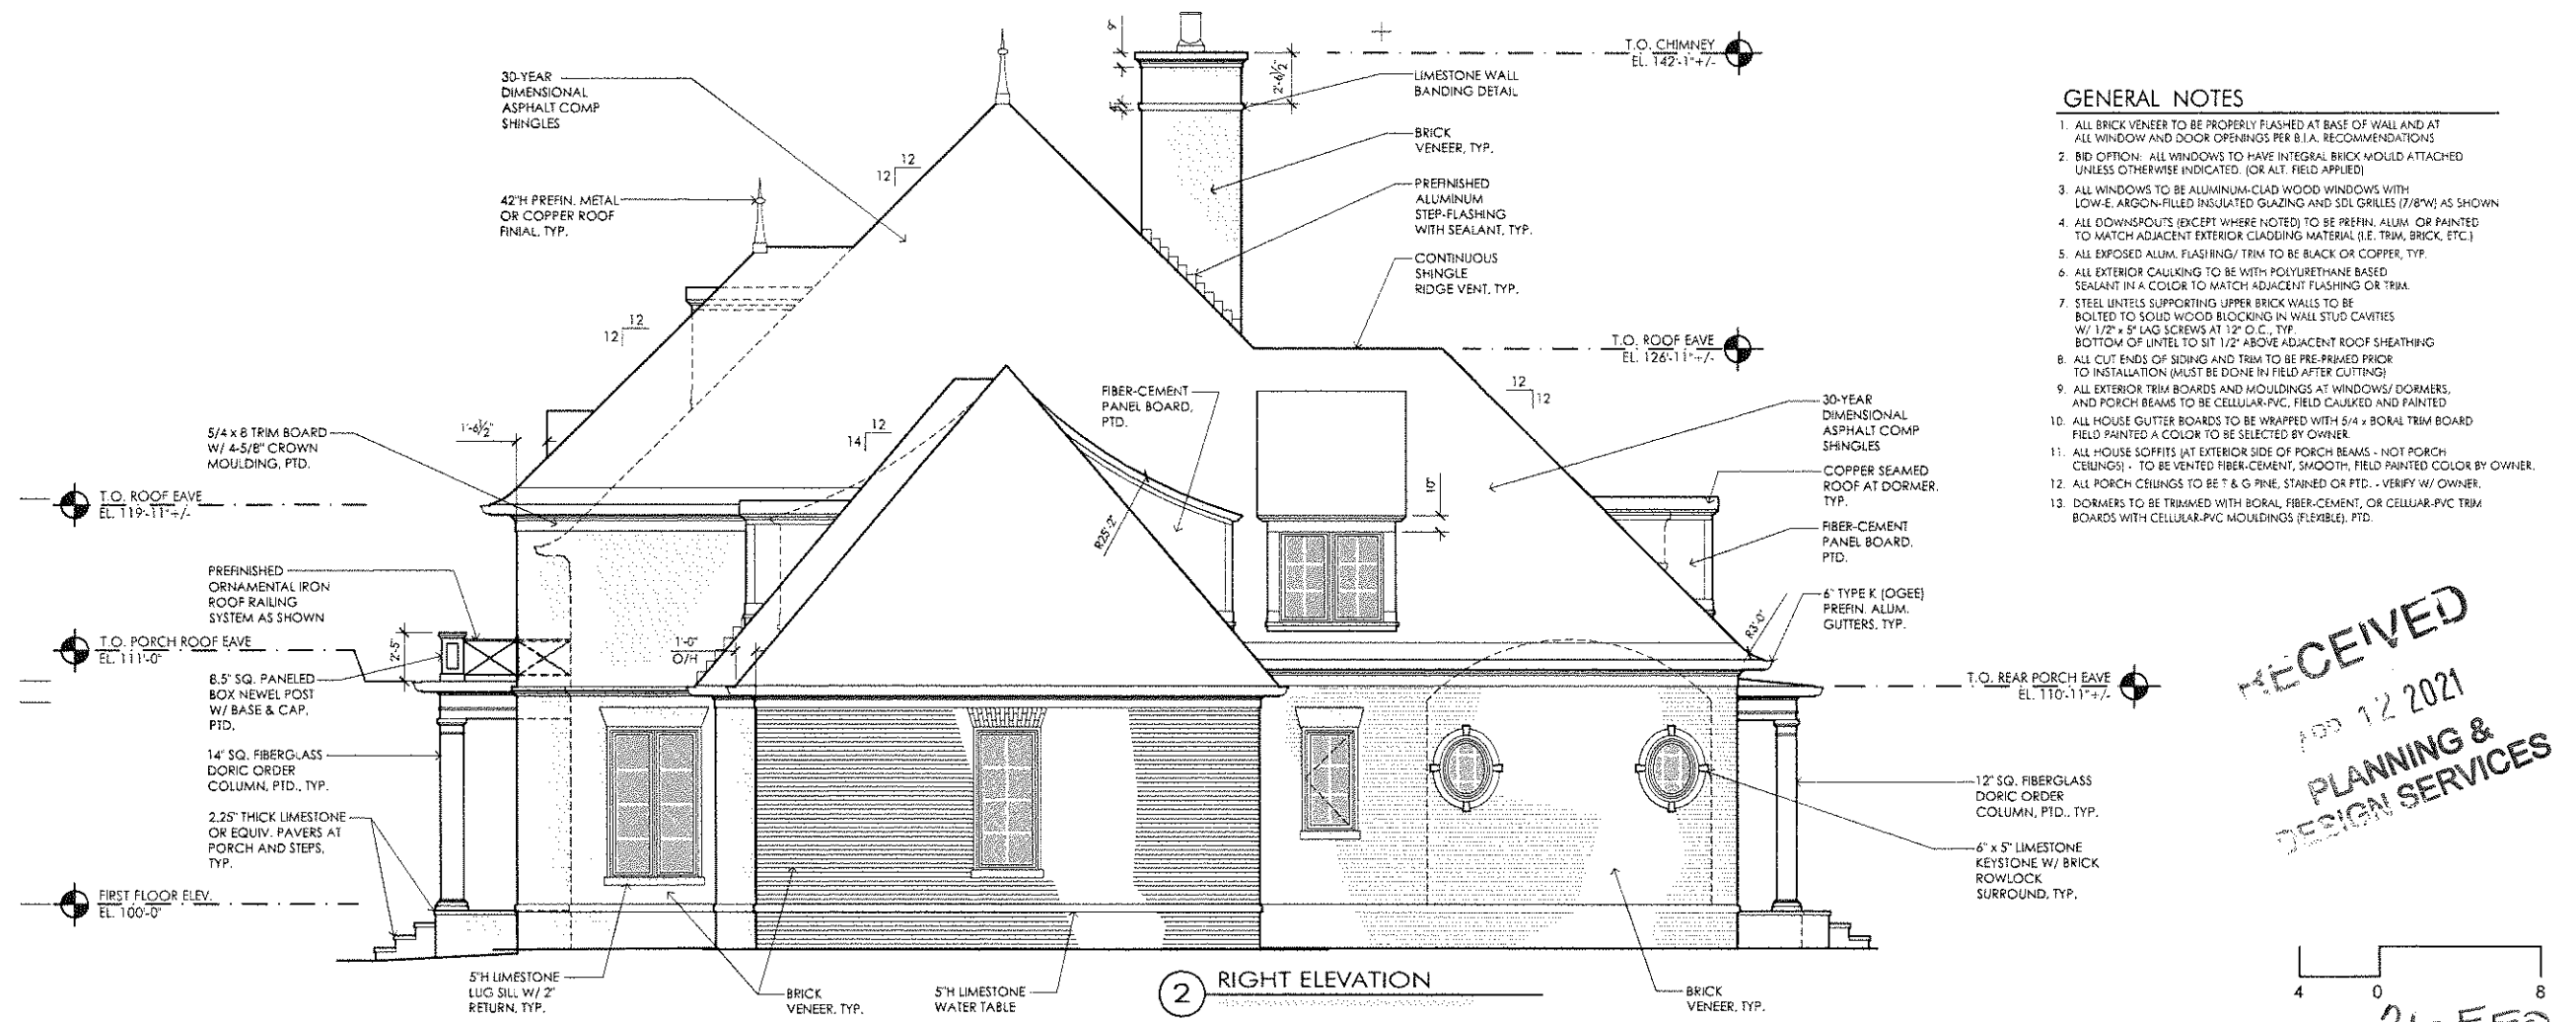 T.O. CHIMNEY
EL. 142'-1"+/-
9"
2'-6½"
30-YEAR
DIMENSIONAL
ASPHALT COMP
SHINGLES
LIMESTONE WALL
BANDING DETAIL
BRICK
VENEER, TYP.
12
12
42"H PREFIN. METAL
OR COPPER ROOF
FINIAL, TYP.
PREFINISHED
ALUMINUM
STEP-FLASHING
WITH SEALANT, TYP.
CONTINUOUS
SHINGLE
RIDGE VENT, TYP.
12
12
T.O. ROOF EAVE
EL. 126'-11"+/-
12
12
FIBER-CEMENT
PANEL BOARD,
PTD.
30-YEAR
DIMENSIONAL
ASPHALT COMP
SHINGLES
5/4 x 8 TRIM BOARD
W/ 4-5/8" CROWN
MOULDING, PTD.
1'-6½"
12
14
COPPER SEAMED
ROOF AT DORMER,
TYP.
10"
R25'-2"
T.O. ROOF EAVE
EL. 119'-11"+/-
FIBER-CEMENT
PANEL BOARD,
PTD.
PREFINISHED
ORNAMENTAL IRON
ROOF RAILING
SYSTEM AS SHOWN
6" TYPE K (OGEE)
PREFIN. ALUM.
GUTTERS, TYP.
R3'-0"
T.O. PORCH ROOF EAVE
EL. 111'-0"
2'-5"
1'-0"
O/H
8.5" SQ. PANELED
BOX NEWEL POST
W/ BASE & CAP,
PTD.
T.O. REAR PORCH EAVE
EL. 110'-11"+/-
14" SQ. FIBERGLASS
DORIC ORDER
COLUMN, PTD., TYP.
12" SQ. FIBERGLASS
DORIC ORDER
COLUMN, PTD., TYP.
2.25" THICK LIMESTONE
OR EQUIV. PAVERS AT
PORCH AND STEPS,
TYP.
6" x 5" LIMESTONE
KEYSTONE W/ BRICK
ROWLOCK
SURROUND, TYP.
FIRST FLOOR ELEV.
EL. 100'-0"
5"H LIMESTONE
LUG SILL W/ 2"
RETURN, TYP.
BRICK
VENEER, TYP.
5"H LIMESTONE
WATER TABLE
2 RIGHT ELEVATION
BRICK
VENEER, TYP.
GENERAL NOTES
1. ALL BRICK VENEER TO BE PROPERLY FLASHED AT BASE OF WALL AND AT
ALL WINDOW AND DOOR OPENINGS PER B.I.A. RECOMMENDATIONS
2. BID OPTION: ALL WINDOWS TO HAVE INTEGRAL BRICK MOULD ATTACHED
UNLESS OTHERWISE INDICATED. (OR ALT. FIELD APPLIED)
3. ALL WINDOWS TO BE ALUMINUM-CLAD WOOD WINDOWS WITH
LOW-E, ARGON-FILLED INSULATED GLAZING AND SDL GRILLES (7/8"W) AS SHOWN
4. ALL DOWNSPOUTS (EXCEPT WHERE NOTED) TO BE PREFIN. ALUM OR PAINTED
TO MATCH ADJACENT EXTERIOR CLADDING MATERIAL (I.E. TRIM, BRICK, ETC.)
5. ALL EXPOSED ALUM. FLASHING/ TRIM TO BE BLACK OR COPPER, TYP.
6. ALL EXTERIOR CAULKING TO BE WITH POLYURETHANE BASED
SEALANT IN A COLOR TO MATCH ADJACENT FLASHING OR TRIM.
7. STEEL LINTELS SUPPORTING UPPER BRICK WALLS TO BE
BOLTED TO SOLID WOOD BLOCKING IN WALL STUD CAVITIES
W/ 1/2" x 5" LAG SCREWS AT 12" O.C., TYP.
BOTTOM OF LINTEL TO SIT 1/2" ABOVE ADJACENT ROOF SHEATHING
8. ALL CUT ENDS OF SIDING AND TRIM TO BE PRE-PRIMED PRIOR
TO INSTALLATION (MUST BE DONE IN FIELD AFTER CUTTING)
9. ALL EXTERIOR TRIM BOARDS AND MOULDINGS AT WINDOWS/ DORMERS,
AND PORCH BEAMS TO BE CELLULAR-PVC, FIELD CAULKED AND PAINTED
10. ALL HOUSE GUTTER BOARDS TO BE WRAPPED WITH 5/4 x BORAL TRIM BOARD
FIELD PAINTED A COLOR TO BE SELECTED BY OWNER.
11. ALL HOUSE SOFFITS (AT EXTERIOR SIDE OF PORCH BEAMS - NOT PORCH
CEILINGS) - TO BE VENTED FIBER-CEMENT, SMOOTH, FIELD PAINTED COLOR BY OWNER.
12. ALL PORCH CEILINGS TO BE T & G PINE, STAINED OR PTD. - VERIFY W/ OWNER.
13. DORMERS TO BE TRIMMED WITH BORAL, FIBER-CEMENT, OR CELLUAR-PVC TRIM
BOARDS WITH CELLULAR-PVC MOULDINGS (FLEXIBLE), PTD.
RECEIVED
12 2021
PLANNING &
DESIGN SERVICES
4 0 8